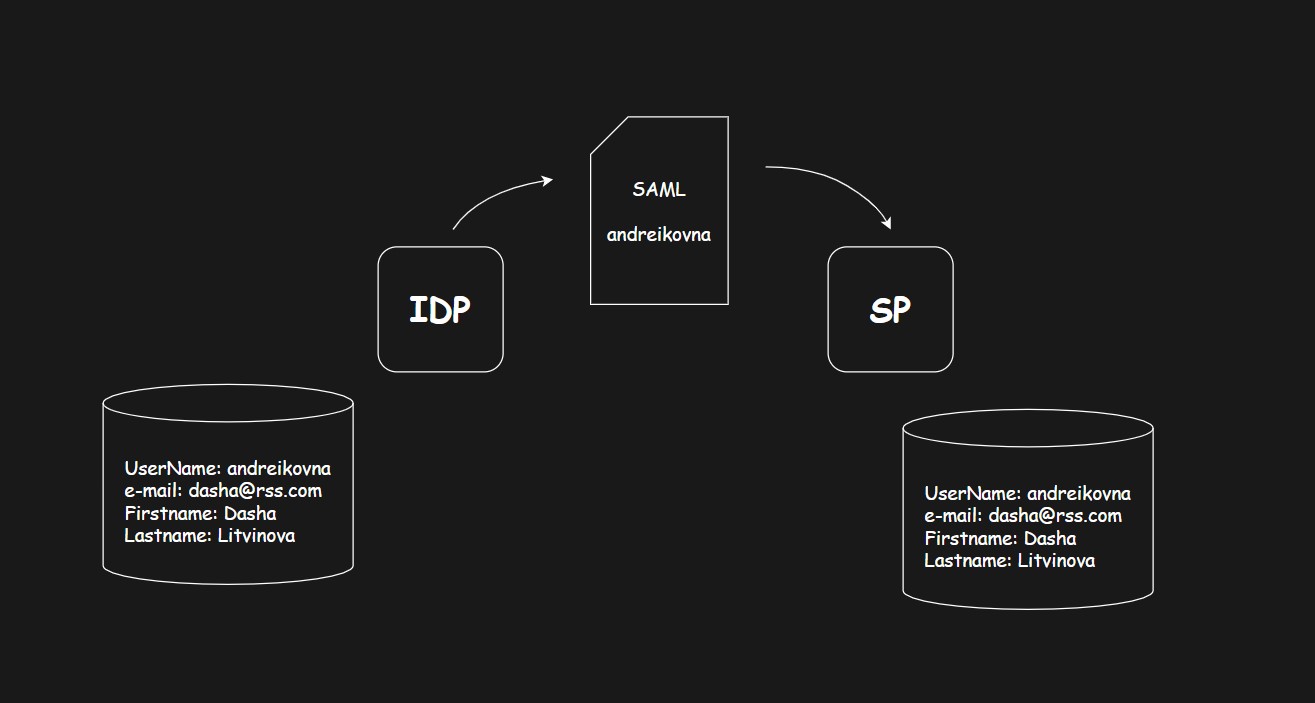 SAML
andreikovna
IDP
SP
UserName: andreikovna
e-mail: dasha@rss.com
Firstname: Dasha
Lastname: Litvinova
UserName: andreikovna
e-mail: dasha@rss.com
Firstname: Dasha
Lastname: Litvinova